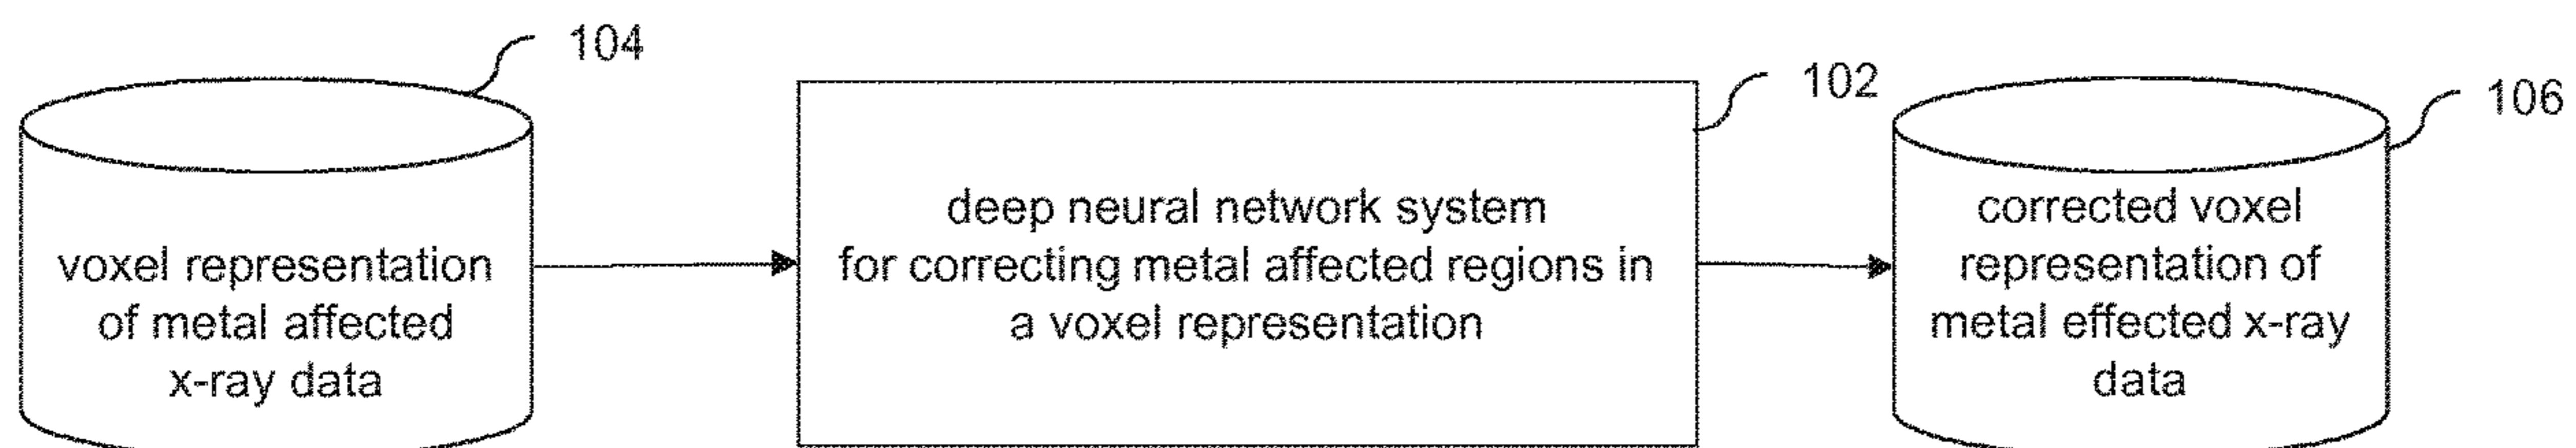 104
voxel representation
of metal affected
x-ray data
102
deep neural network system
for correcting metal affected regions in
a voxel representation
106
corrected voxel
representation of
metal effected x-ray
data